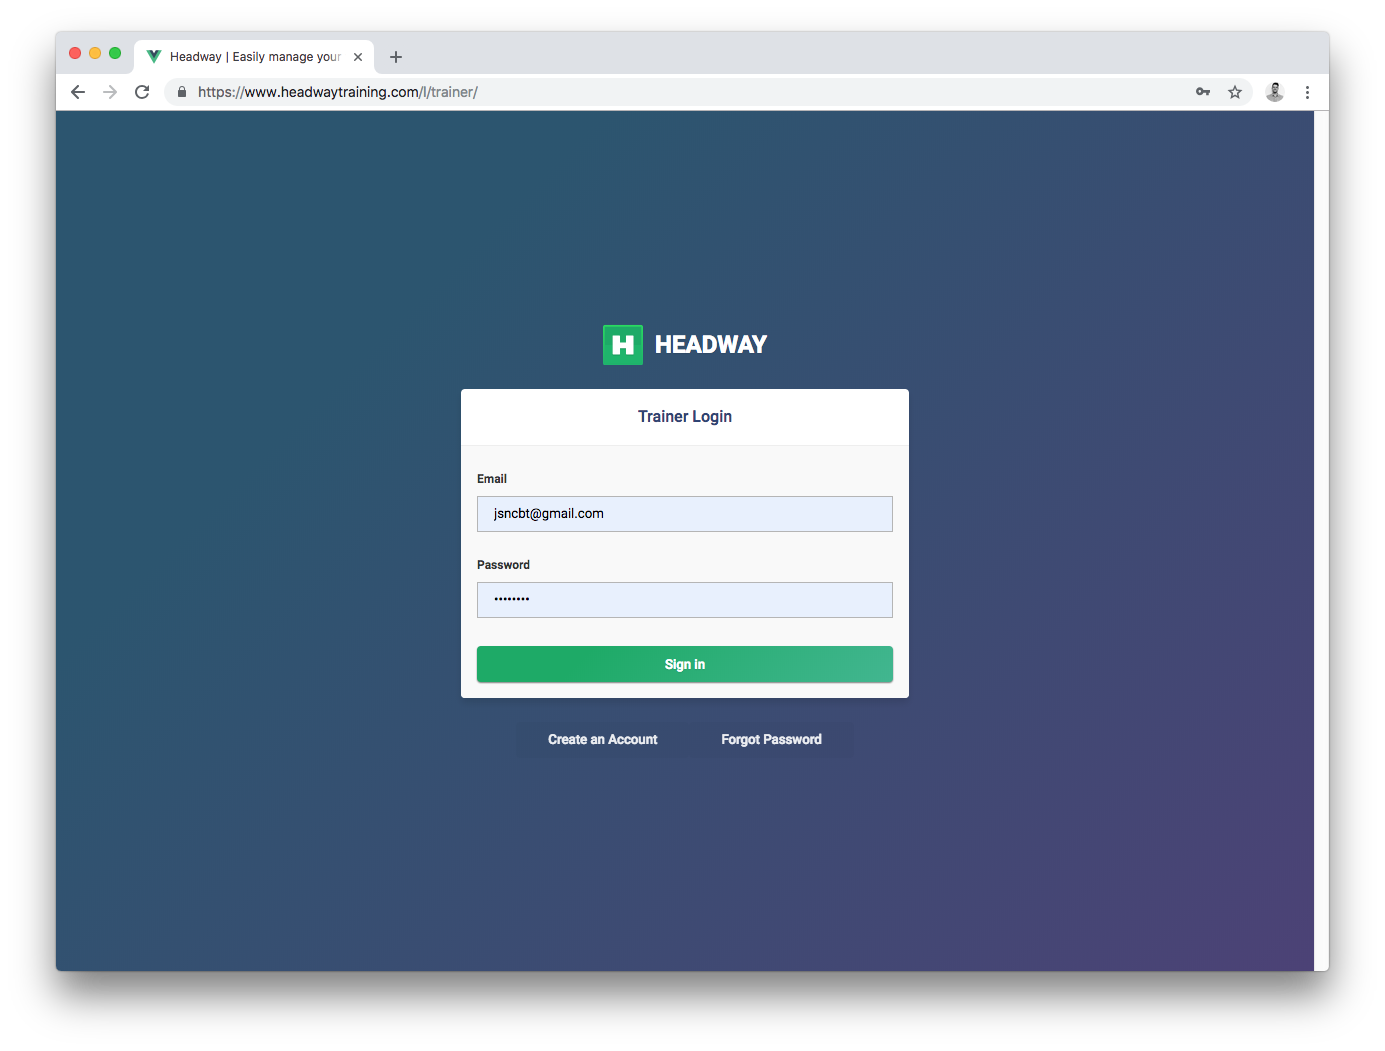 Headway | Easily manage your
https://www.headwaytraining.com/l/trainer/
H HEADWAY
Trainer Login
Email
jsncbt@gmail.com
Password
••••••••
Sign in
Create an Account Forgot Password